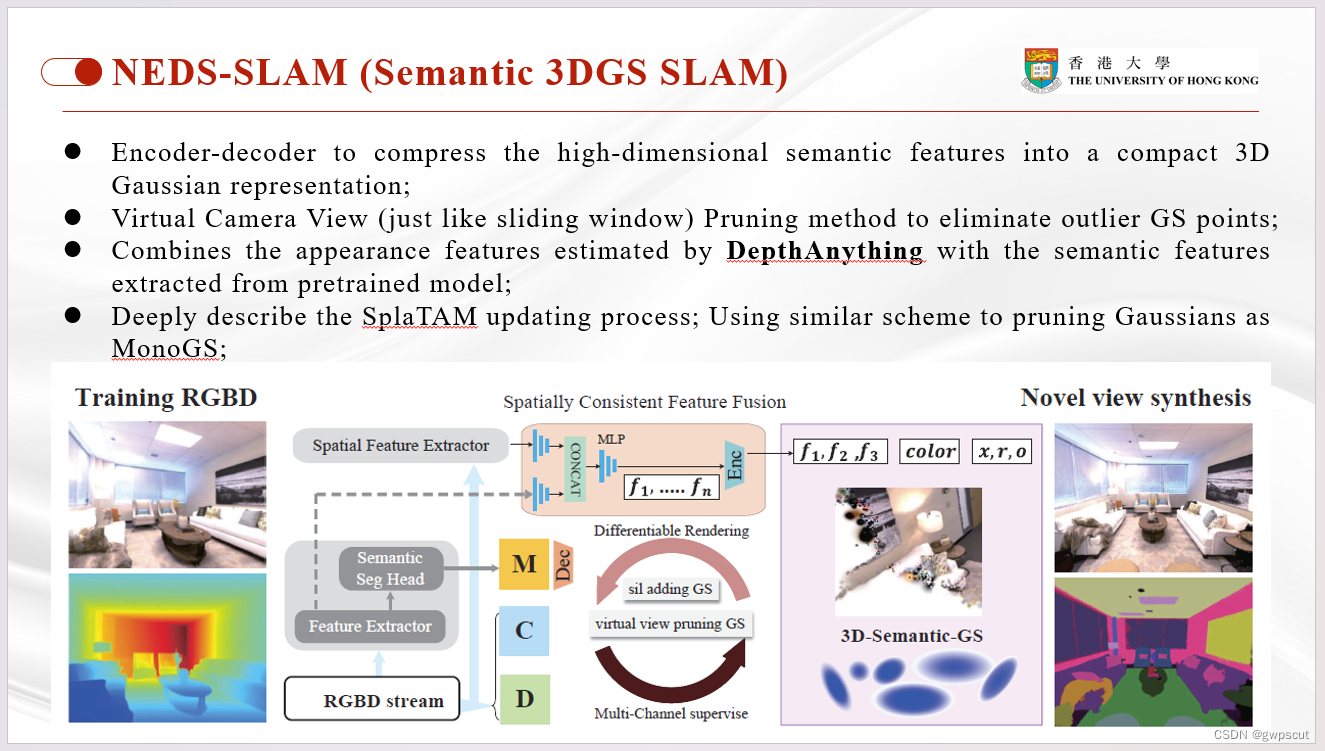 NEDS-SLAM (Semantic 3DGS SLAM)
香港大學
THE UNIVERSITY OF HONG KONG
● Encoder-decoder to compress the high-dimensional semantic features into a compact 3D
Gaussian representation;
● Virtual Camera View (just like sliding window) Pruning method to eliminate outlier GS points;
● Combines the appearance features estimated by DepthAnything with the semantic features
extracted from pretrained model;
● Deeply describe the SplaTAM updating process; Using similar scheme to pruning Gaussians as
MonoGS;
Training RGBD
Spatially Consistent Feature Fusion
Novel view synthesis
Spatial Feature Extractor
CONCAT
MLP
f1, ..... fn
Enc
f1, f2 ,f3
color
x, r, o
Differentiable Rendering
Semantic
Seg Head
M
Dec
sil adding GS
Feature Extractor
C
virtual view pruning GS
3D-Semantic-GS
RGBD stream
D
Multi-Channel supervise
CSDN @gwpscut